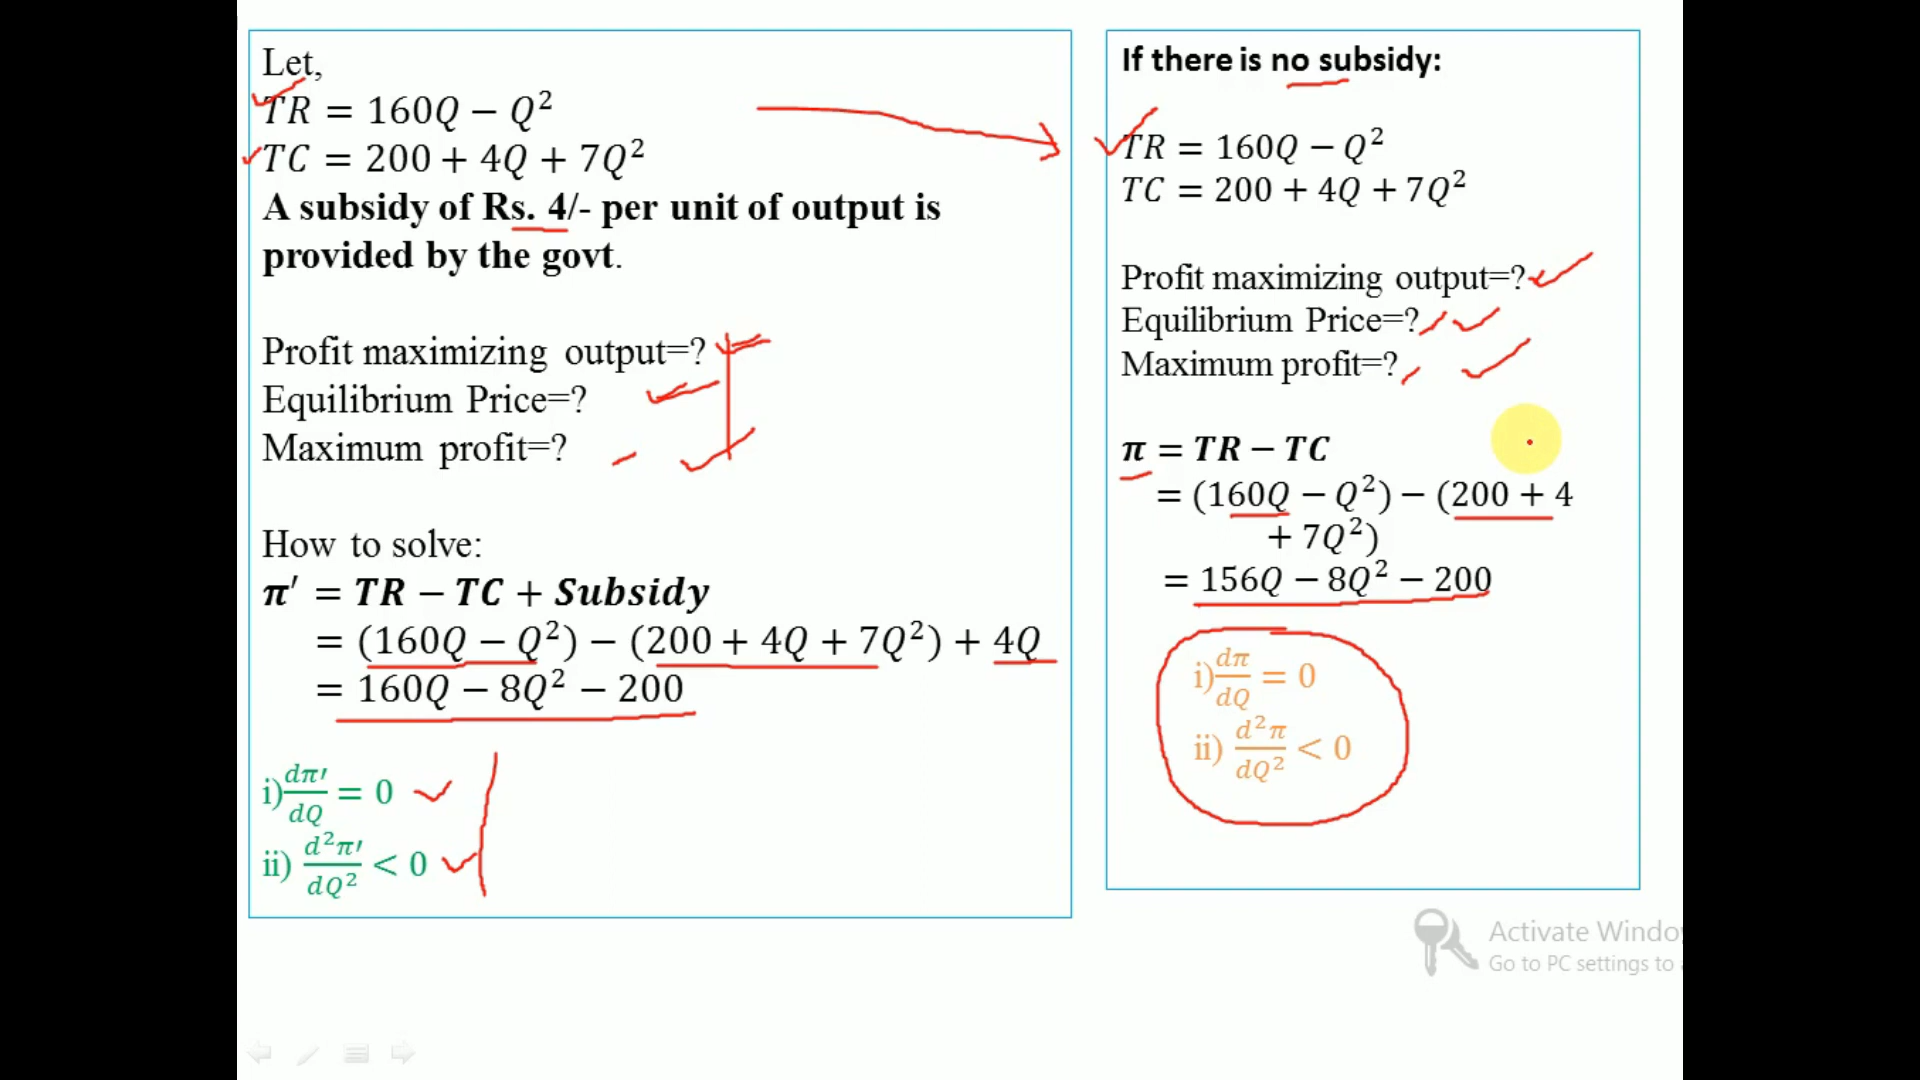 Let,
TR = 160Q − Q²
TC = 200 + 4Q + 7Q²
A subsidy of Rs. 4/- per unit of output is
provided by the govt.
Profit maximizing output=?
Equilibrium Price=?
Maximum profit=?
How to solve:
π′ = TR − TC + Subsidy
= (160Q − Q²) − (200 + 4Q + 7Q²) + 4Q
= 160Q − 8Q² − 200
i) dπ′/dQ = 0
ii) d²π′/dQ² < 0
If there is no subsidy:
TR = 160Q − Q²
TC = 200 + 4Q + 7Q²
Profit maximizing output=?
Equilibrium Price=?
Maximum profit=?
π = TR − TC
= (160Q − Q²) − (200 + 4
+ 7Q²)
= 156Q − 8Q² − 200
i) dπ/dQ = 0
ii) d²π/dQ² < 0
Activate Windo
Go to PC settings to